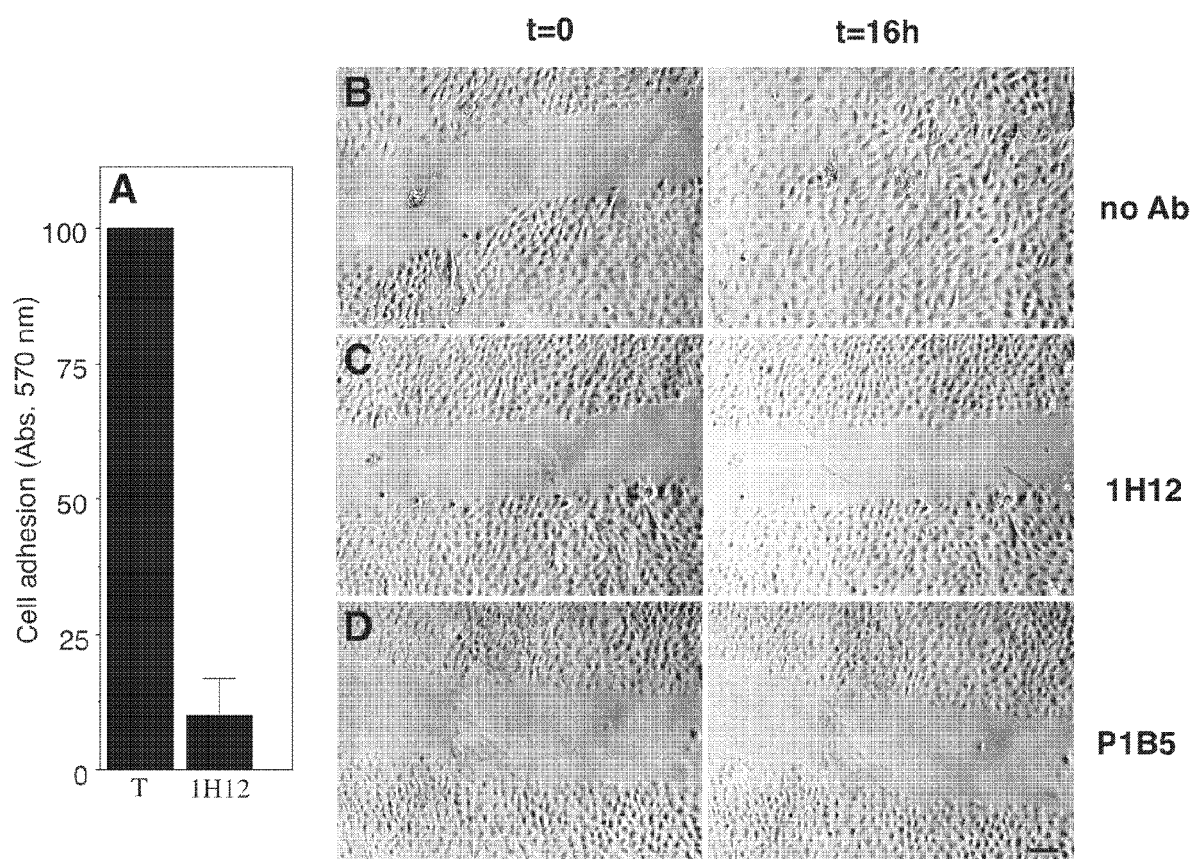 t=0
t=16h
A
Cell adhesion (Abs. 570 nm)
100
75
50
25
0
T
1H12
B
no Ab
C
1H12
D
P1B5